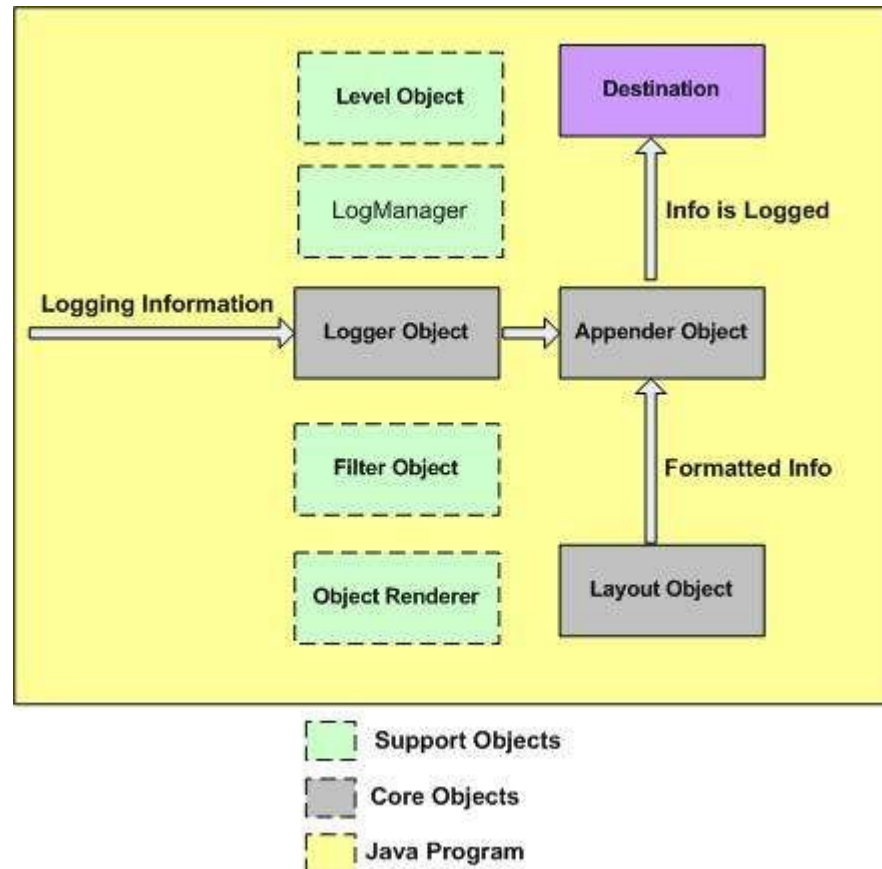 Level Object
Destination
LogManager
Info is Logged
Logging Information
Logger Object
Appender Object
Filter Object
Formatted Info
Object Renderer
Layout Object
Support Objects
Core Objects
Java Program